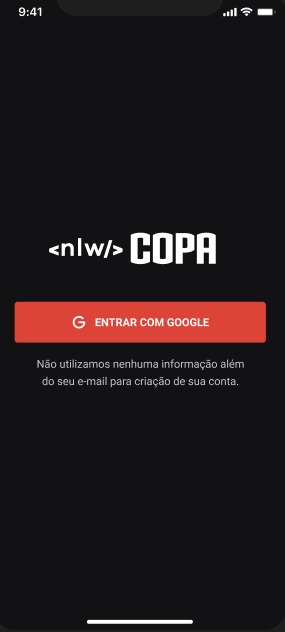 9:41
<nlw/> COPA
G ENTRAR COM GOOGLE
Não utilizamos nenhuma informação além
do seu e-mail para criação de sua conta.